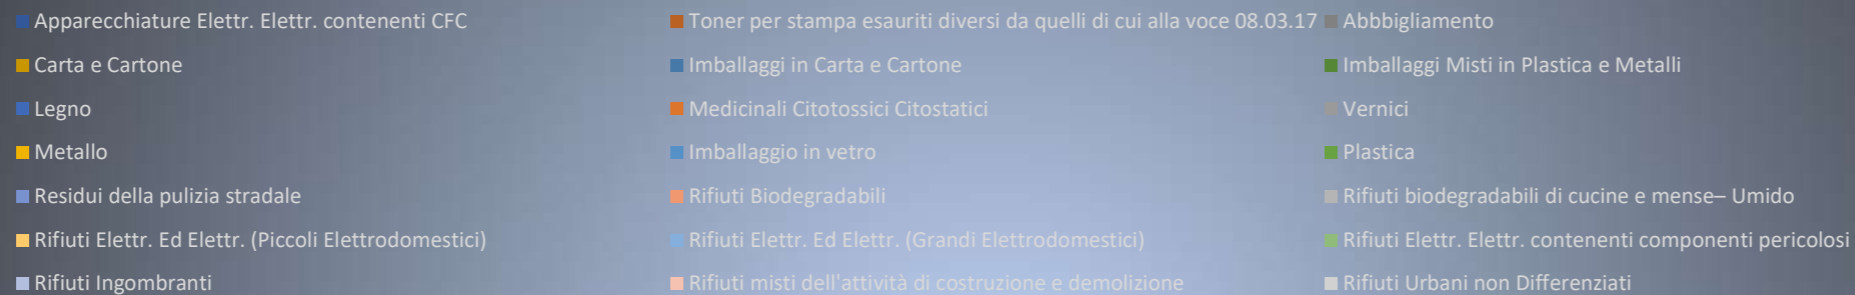 Apparecchiature Elettr. Elettr. contenenti CFC
Toner per stampa esauriti diversi da quelli di cui alla voce 08.03.17
Abbbigliamento
Carta e Cartone
Imballaggi in Carta e Cartone
Imballaggi Misti in Plastica e Metalli
Legno
Medicinali Citotossici Citostatici
Vernici
Metallo
Imballaggio in vetro
Plastica
Residui della pulizia stradale
Rifiuti Biodegradabili
Rifiuti biodegradabili di cucine e mense– Umido
Rifiuti Elettr. Ed Elettr. (Piccoli Elettrodomestici)
Rifiuti Elettr. Ed Elettr. (Grandi Elettrodomestici)
Rifiuti Elettr. Elettr. contenenti componenti pericolosi
Rifiuti Ingombranti
Rifiuti misti dell'attività di costruzione e demolizione
Rifiuti Urbani non Differenziati